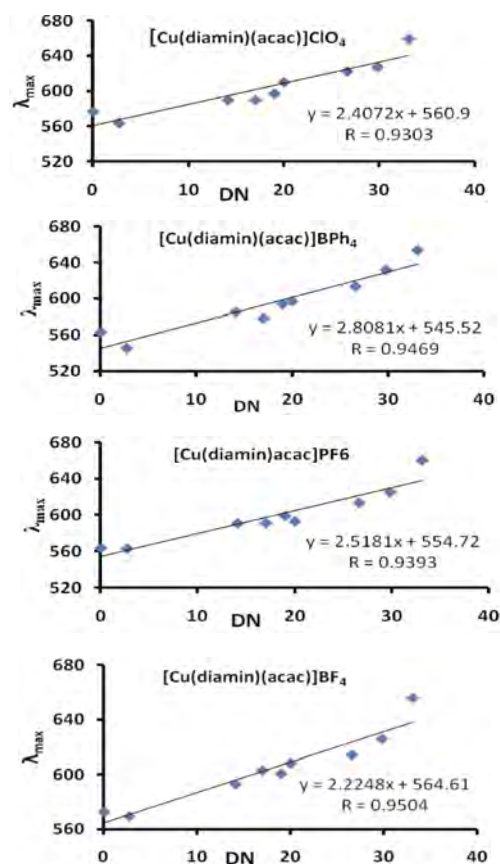 [Cu(diamin)(acac)]ClO₄
680
640
600
560
520
λmax
y = 2.4072x + 560.9
R = 0.9303
0 10 20 30 40
DN
[Cu(diamin)(acac)]BPh₄
680
640
600
560
520
λmax
y = 2.8081x + 545.52
R = 0.9469
0 10 20 30 40
DN
[Cu(diamin)acac]PF6
680
640
600
560
520
λmax
y = 2.5181x + 554.72
R = 0.9393
0 10 20 30 40
DN
[Cu(diamin)(acac)]BF₄
680
640
600
560
λmax
y = 2.2248x + 564.61
R = 0.9504
0 10 20 30 40
DN